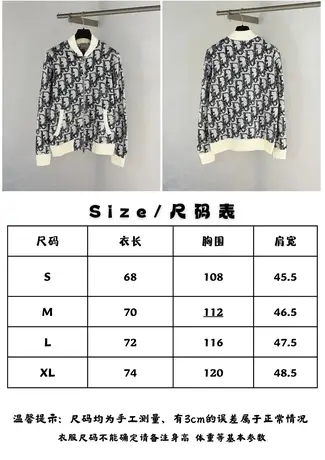 Size/尺码表
尺码 衣长 胸围 肩宽
S 68 108 45.5
M 70 112 46.5
L 72 116 47.5
XL 74 120 48.5
温馨提示：尺码均为手工测量、有3cm的误差属于正常情况
衣服尺码不能确定请备注身高 体重等基本参数